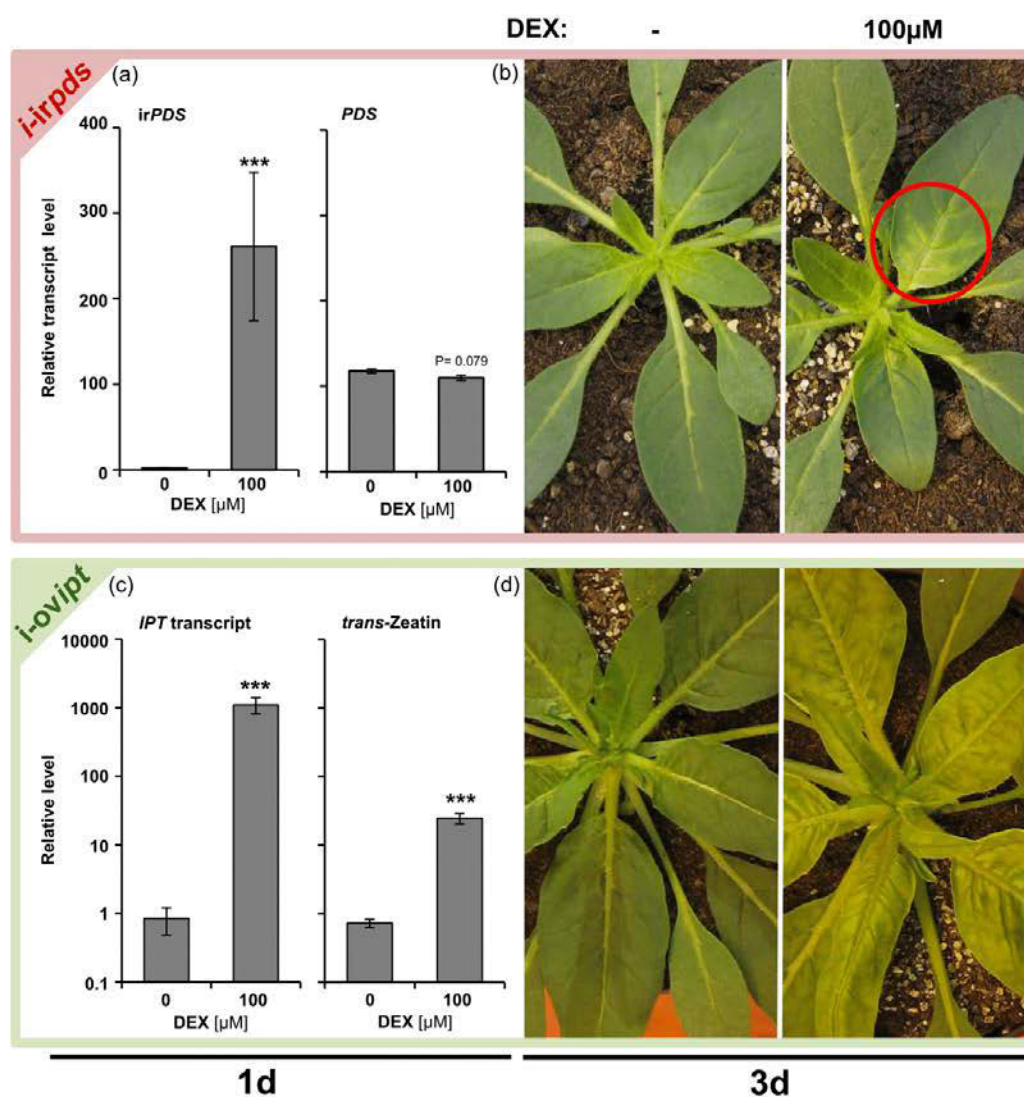 DEX: - 100µM
i-irpds
(a)
(b)
irPDS
PDS
Relative transcript level
400
300
200
100
0
***
P= 0.079
0 100
0 100
DEX [µM]
DEX [µM]
i-ovipt
(c)
(d)
IPT transcript
trans-Zeatin
Relative level
10000
1000
100
10
1
0.1
***
***
0 100
0 100
DEX [µM]
DEX [µM]
1d
3d